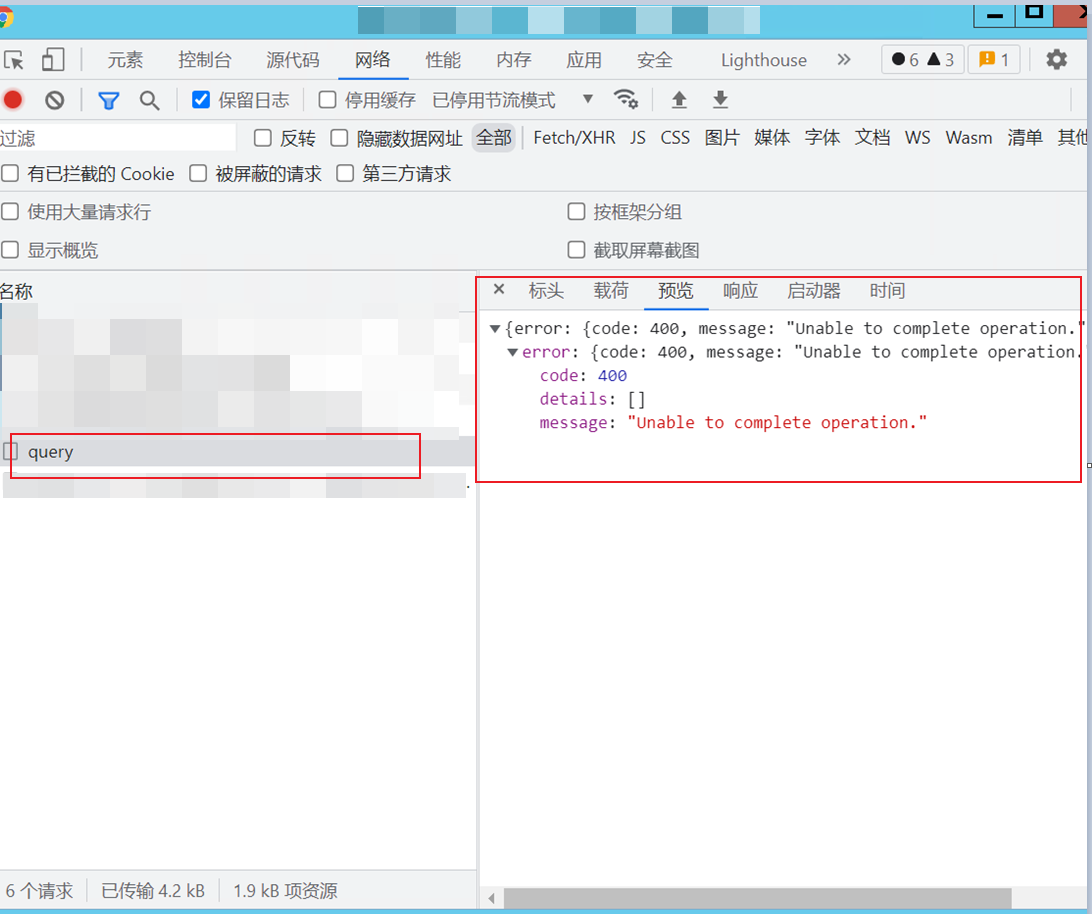 元素 控制台 源代码 网络 性能 内存 应用 安全 Lighthouse » 6 3 1
保留日志 停用缓存 已停用节流模式
过滤 反转 隐藏数据网址 全部 Fetch/XHR JS CSS 图片 媒体 字体 文档 WS Wasm 清单 其他
有已拦截的 Cookie 被屏蔽的请求 第三方请求
使用大量请求行 按框架分组
显示概览 截取屏幕截图
名称
query
× 标头 载荷 预览 响应 启动器 时间
▼{error: {code: 400, message: "Unable to complete operation."
▼error: {code: 400, message: "Unable to complete operation.
code: 400
details: []
message: "Unable to complete operation."
6 个请求 已传输 4.2 kB 1.9 kB 项资源